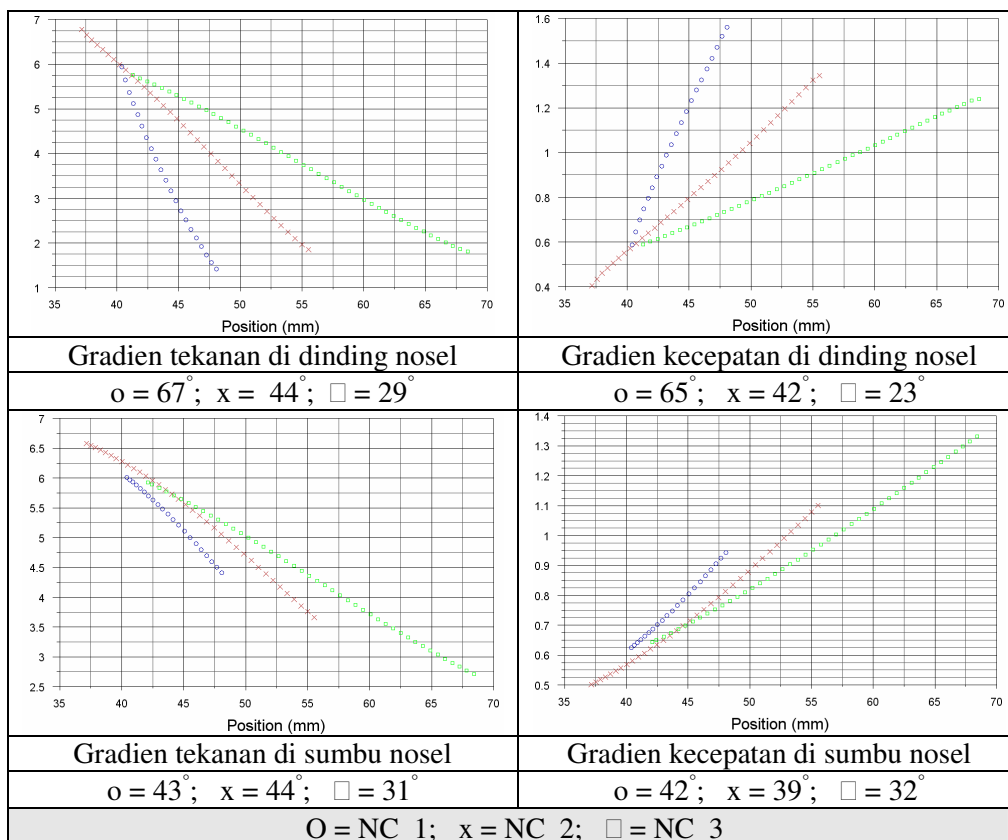 7
6
5
4
3
2
1
35 40 45 50 55 60 65 70
Position (mm)
1.6
1.4
1.2
1
0.8
0.6
0.4
35 40 45 50 55 60 65 70
Position (mm)
Gradien tekanan di dinding nosel
Gradien kecepatan di dinding nosel
o = 67°; x = 44°; □ = 29°
o = 65°; x = 42°; □ = 23°
7
6.5
6
5.5
5
4.5
4
3.5
3
2.5
35 40 45 50 55 60 65 70
Position (mm)
1.4
1.3
1.2
1.1
1
0.9
0.8
0.7
0.6
0.5
35 40 45 50 55 60 65 70
Position (mm)
Gradien tekanan di sumbu nosel
Gradien kecepatan di sumbu nosel
o = 43°; x = 44°; □ = 31°
o = 42°; x = 39°; □ = 32°
O = NC_1; x = NC_2; □ = NC_3